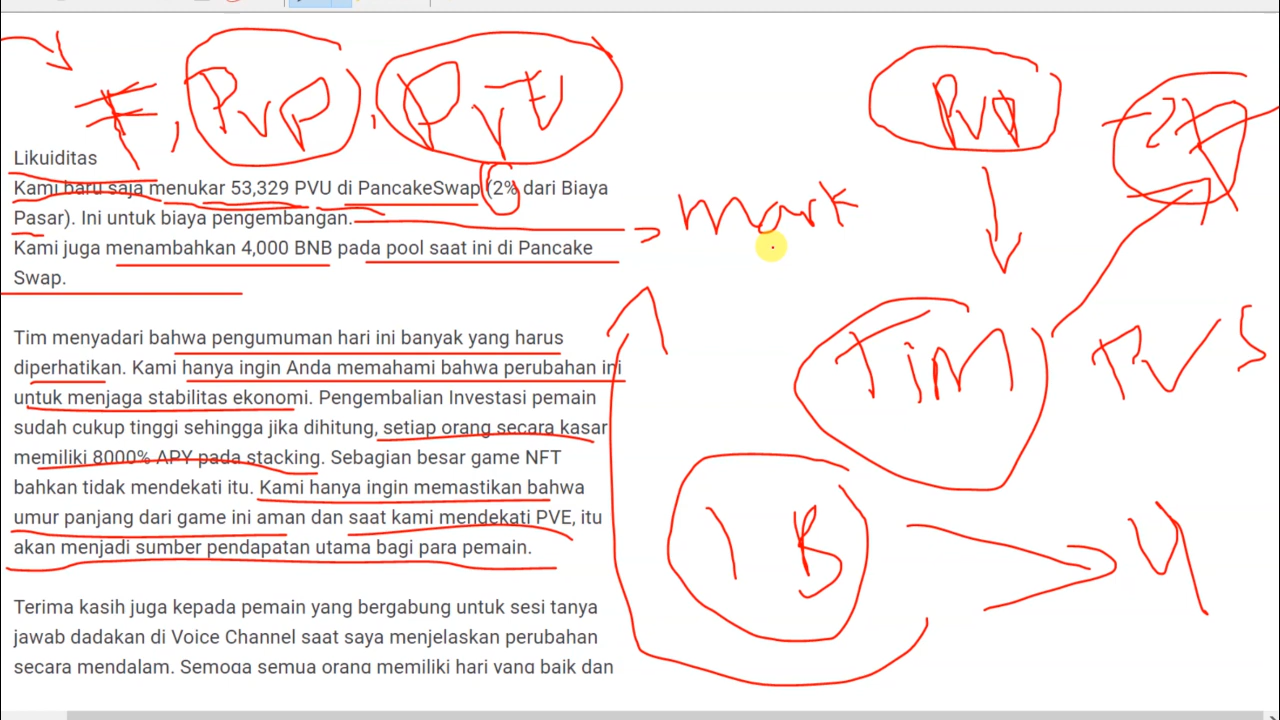 F, PvP, PvE
PVP
Likuiditas
Kami baru saja menukar 53,329 PVU di PancakeSwap (2% dari Biaya
Pasar). Ini untuk biaya pengembangan.
mark
Kami juga menambahkan 4,000 BNB pada pool saat ini di Pancake
Swap.
Tim menyadari bahwa pengumuman hari ini banyak yang harus
diperhatikan. Kami hanya ingin Anda memahami bahwa perubahan ini
TiM
untuk menjaga stabilitas ekonomi. Pengembalian Investasi pemain
sudah cukup tinggi sehingga jika dihitung, setiap orang secara kasar
memiliki 8000% APY pada stacking. Sebagian besar game NFT
bahkan tidak mendekati itu. Kami hanya ingin memastikan bahwa
umur panjang dari game ini aman dan saat kami mendekati PVE, itu
akan menjadi sumber pendapatan utama bagi para pemain.
1 B
Terima kasih juga kepada pemain yang bergabung untuk sesi tanya
jawab dadakan di Voice Channel saat saya menjelaskan perubahan
secara mendalam. Semoga semua orang memiliki hari yang baik dan